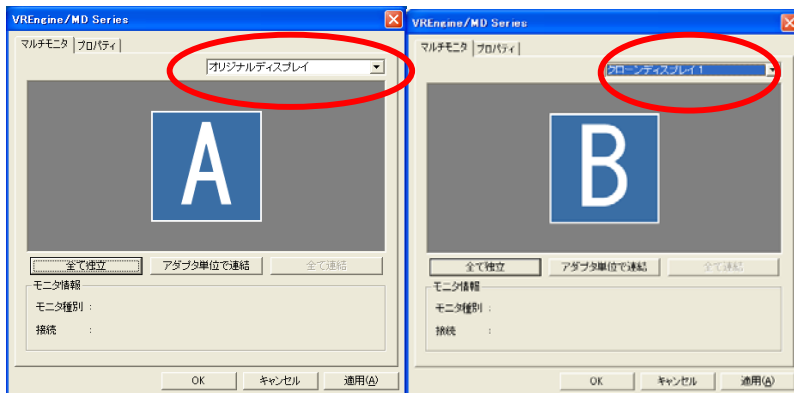 VREngine/MD Series
マルチモニタ
プロパティ
オリジナルディスプレイ
A
全て独立
アダプタ単位で連結
全て連結
モニタ情報
モニタ種別 :
接続 :
OK
キャンセル
適用(A)
VREngine/MD Series
マルチモニタ
プロパティ
クローンディスプレイ 1
B
全て独立
アダプタ単位で連結
全て連結
モニタ情報
モニタ種別 :
接続 :
OK
キャンセル
適用(A)